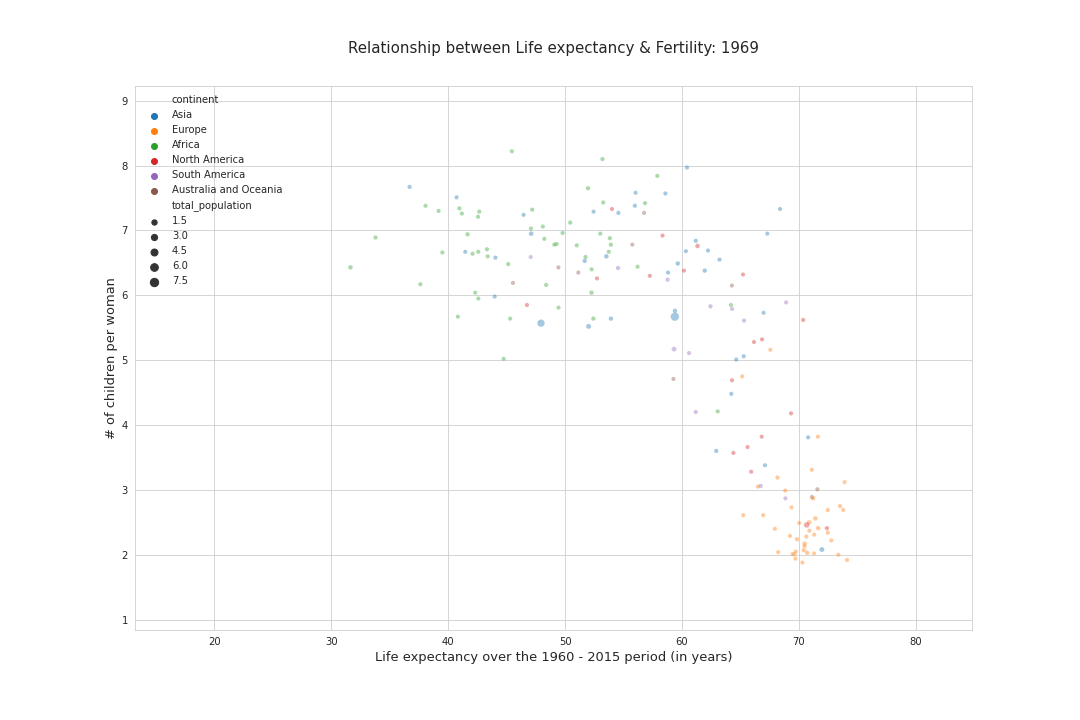 Relationship between Life expectancy & Fertility: 1969
continent
Asia
Europe
Africa
North America
South America
Australia and Oceania
total_population
1.5
3.0
4.5
6.0
7.5
# of children per woman
9
8
7
6
5
4
3
2
1
20
30
40
50
60
70
80
Life expectancy over the 1960 - 2015 period (in years)